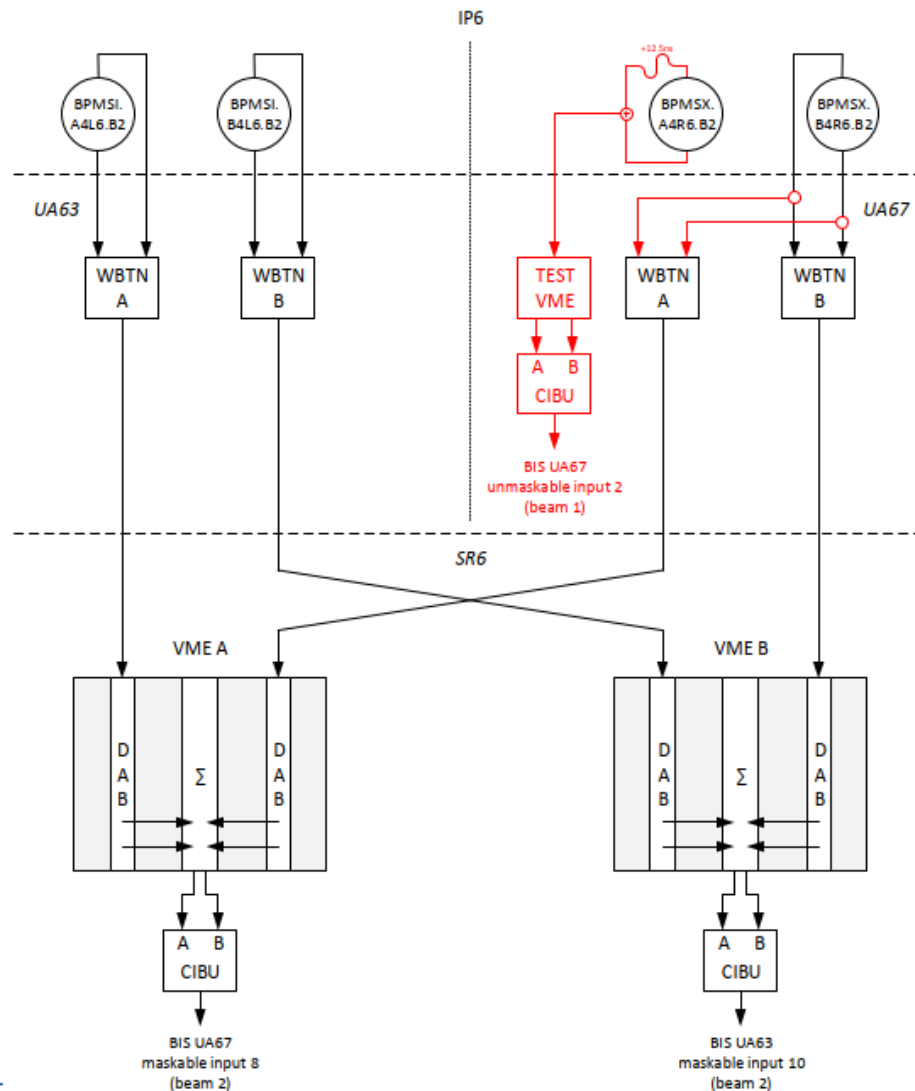 IP6
+12.5ns
BPMSI.
A4L6.B2
BPMSI.
B4L6.B2
+
BPMSX.
A4R6.B2
BPMSX.
B4R6.B2
UA63
UA67
WBTN
A
WBTN
B
TEST
VME
WBTN
A
WBTN
B
A B
CIBU
BIS UA67
unmaskable input 2
(beam 1)
SR6
VME A
VME B
D
A
B
Σ
D
A
B
D
A
B
Σ
D
A
B
A B
CIBU
A B
CIBU
BIS UA67
maskable input 8
(beam 2)
BIS UA63
maskable input 10
(beam 2)